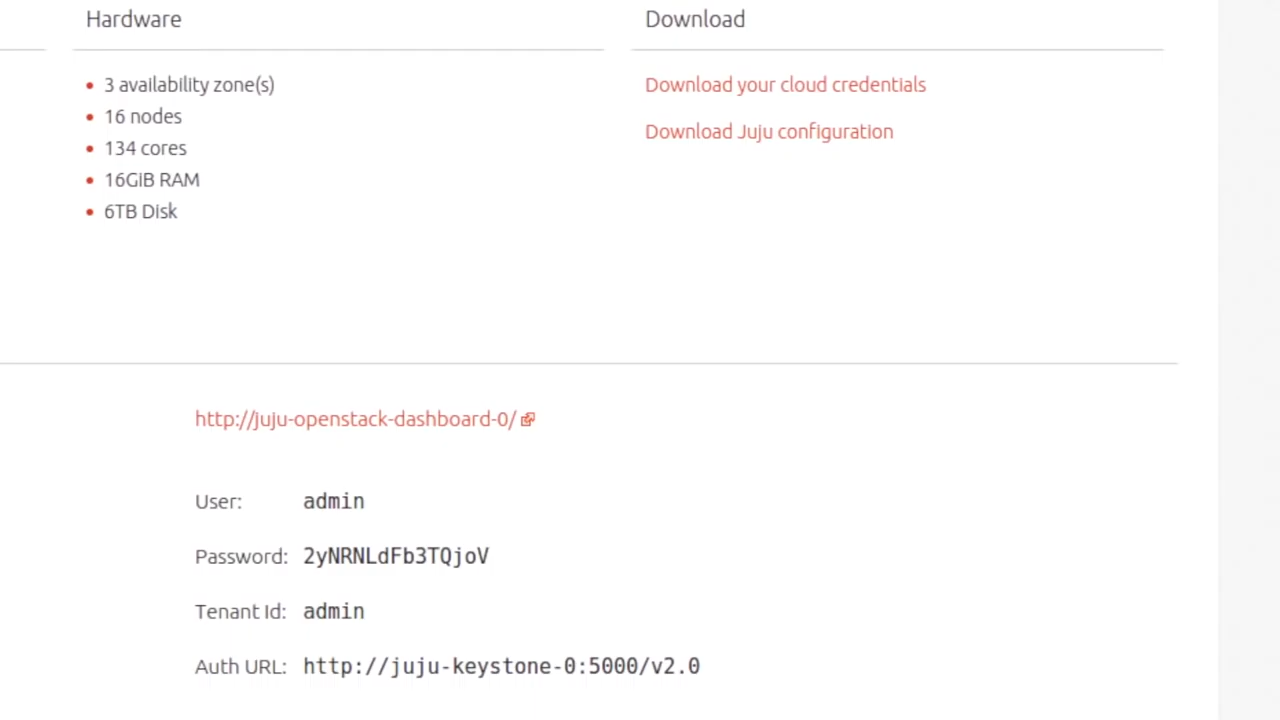 Hardware
3 availability zone(s)
16 nodes
134 cores
16GiB RAM
6TB Disk
Download
Download your cloud credentials
Download Juju configuration
http://juju-openstack-dashboard-0/
User: admin
Password: 2yNRNLdFb3TQjoV
Tenant Id: admin
Auth URL: http://juju-keystone-0:5000/v2.0